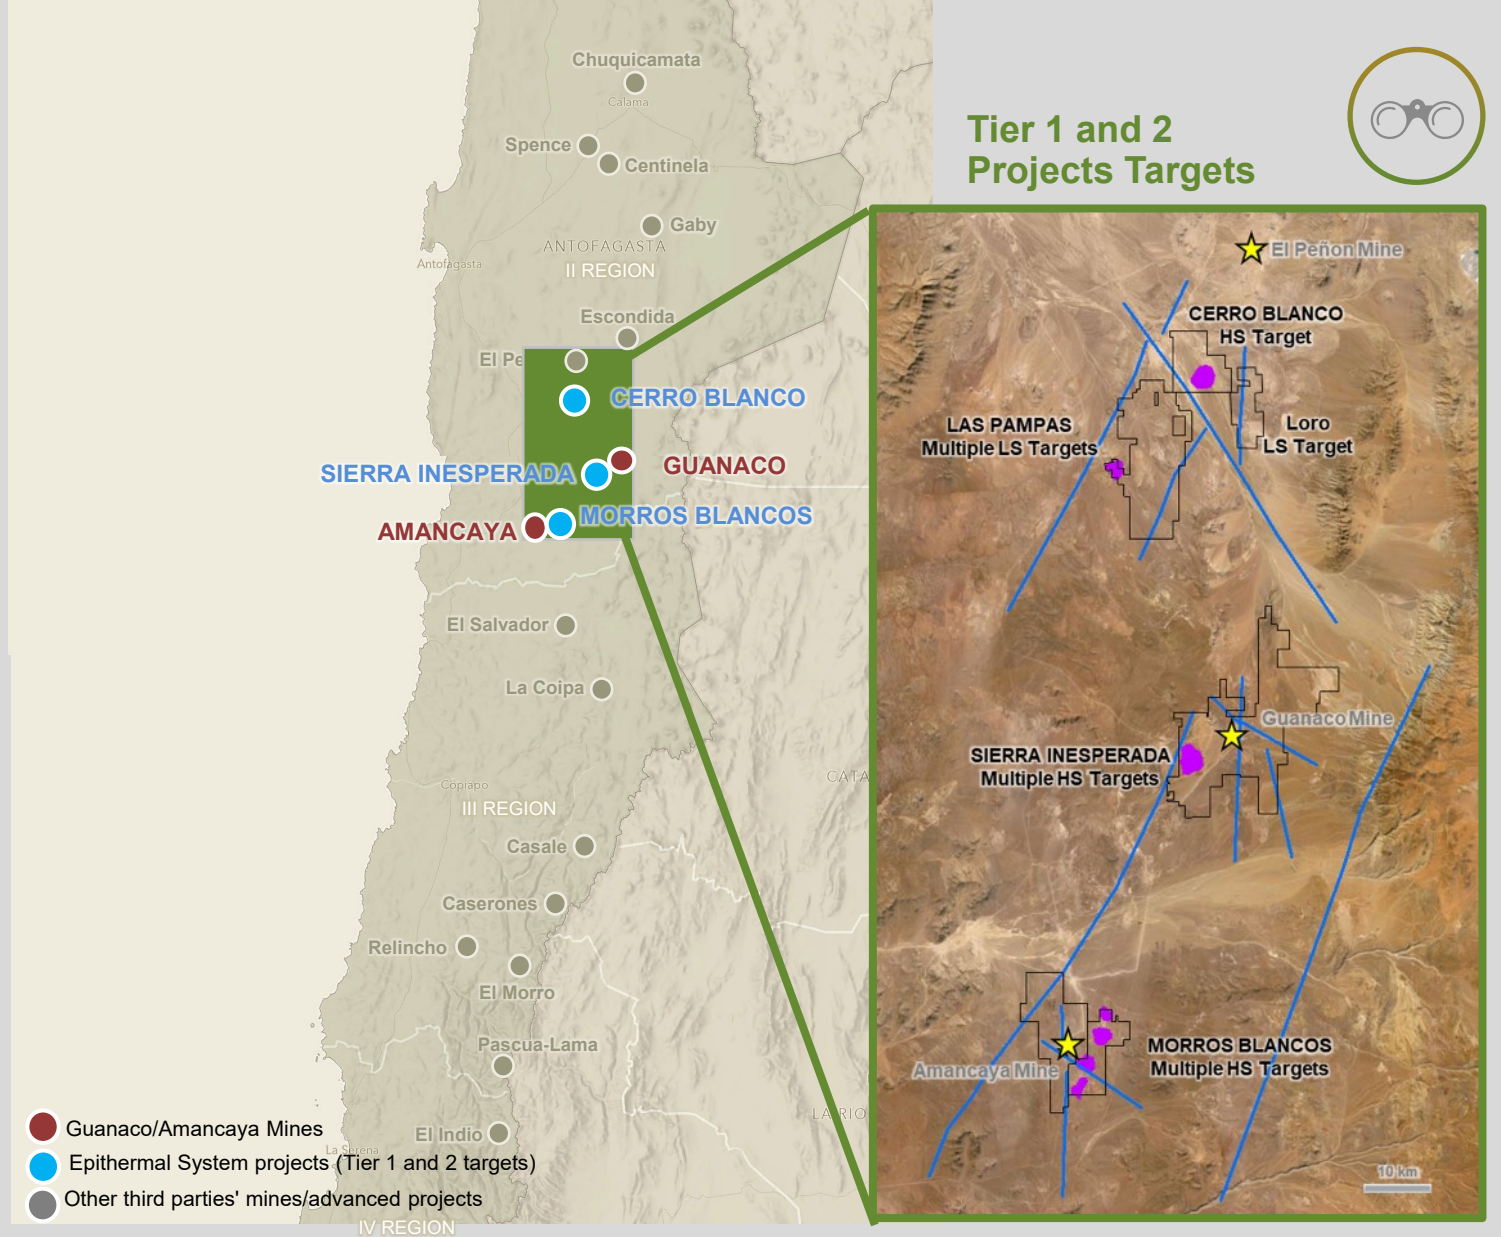 Chuquicamata
Calama
Spence
Centinela
Gaby
ANTOFAGASTA
Antofagasta
II REGION
Escondida
El Pe
CERRO BLANCO
SIERRA INESPERADA
GUANACO
MORROS BLANCOS
AMANCAYA
El Salvador
La Coipa
CATA
Copiapo
III REGION
Casale
Caserones
Relincho
El Morro
Pascua-Lama
LA RIO
El Indio
La Serena
IV REGION
Guanaco/Amancaya Mines
Epithermal System projects (Tier 1 and 2 targets)
Other third parties' mines/advanced projects
Tier 1 and 2
Projects Targets
El Peñon Mine
CERRO BLANCO
HS Target
LAS PAMPAS
Multiple LS Targets
Loro
LS Target
Guanaco Mine
SIERRA INESPERADA
Multiple HS Targets
MORROS BLANCOS
Multiple HS Targets
Amancaya Mine
10 km